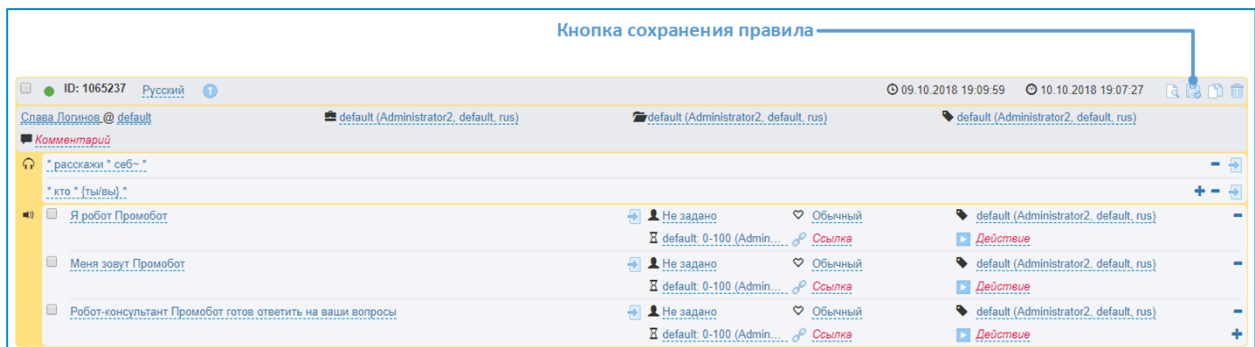 Кнопка сохранения правила
ID: 1065237 Русский 09.10.2018 19:09:59 10.10.2018 19:07:27
Слава Логинов @ default default (Administrator2, default, rus) default (Administrator2, default, rus) default (Administrator2, default, rus)
Комментарий
* расскажи * себ~ *
* кто * {ты/вы} *
Я робот Промобот Не задано Обычный default (Administrator2, default, rus)
default: 0-100 (Admin... Ссылка Действие
Меня зовут Промобот Не задано Обычный default (Administrator2, default, rus)
default: 0-100 (Admin... Ссылка Действие
Робот-консультант Промобот готов ответить на ваши вопросы Не задано Обычный default (Administrator2, default, rus)
default: 0-100 (Admin... Ссылка Действие